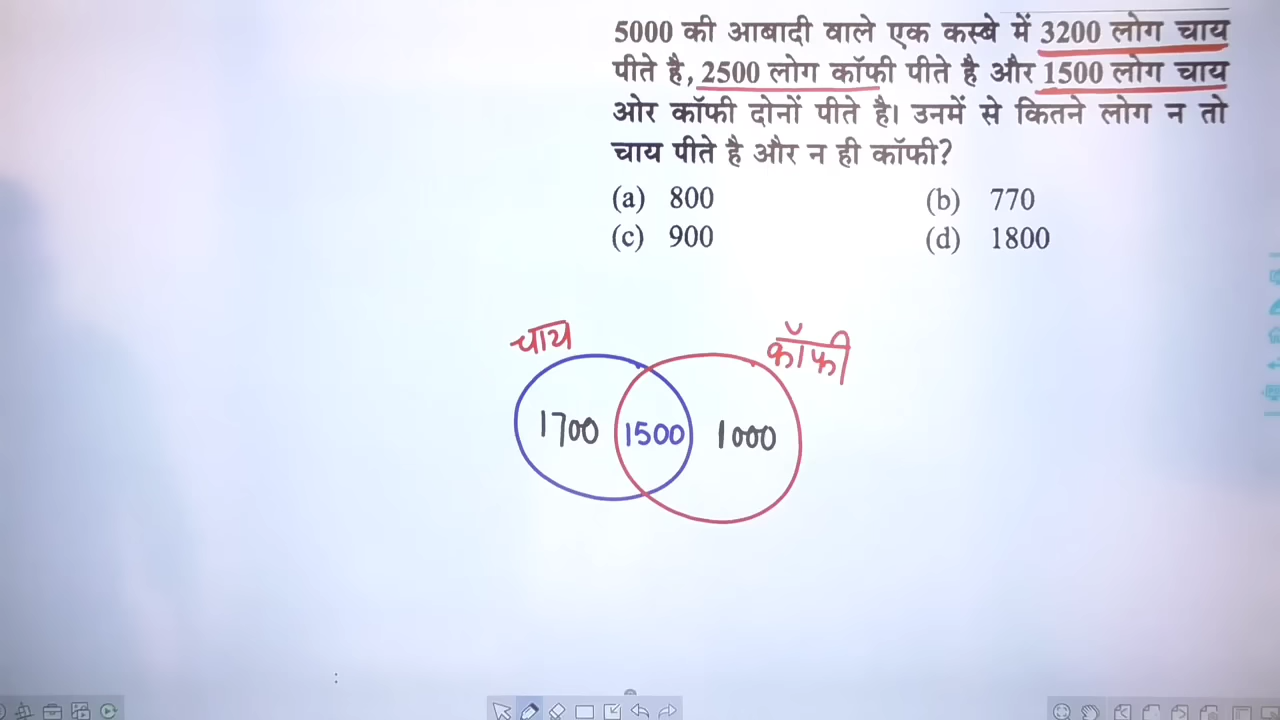 5000 की आबादी वाले एक कस्बे में 3200 लोग चाय
पीते है, 2500 लोग कॉफी पीते है और 1500 लोग चाय
ओर कॉफी दोनों पीते है। उनमें से कितने लोग न तो
चाय पीते है और न ही कॉफी?
(a) 800 (b) 770
(c) 900 (d) 1800
चाय कॉफी
1700 1500 1000